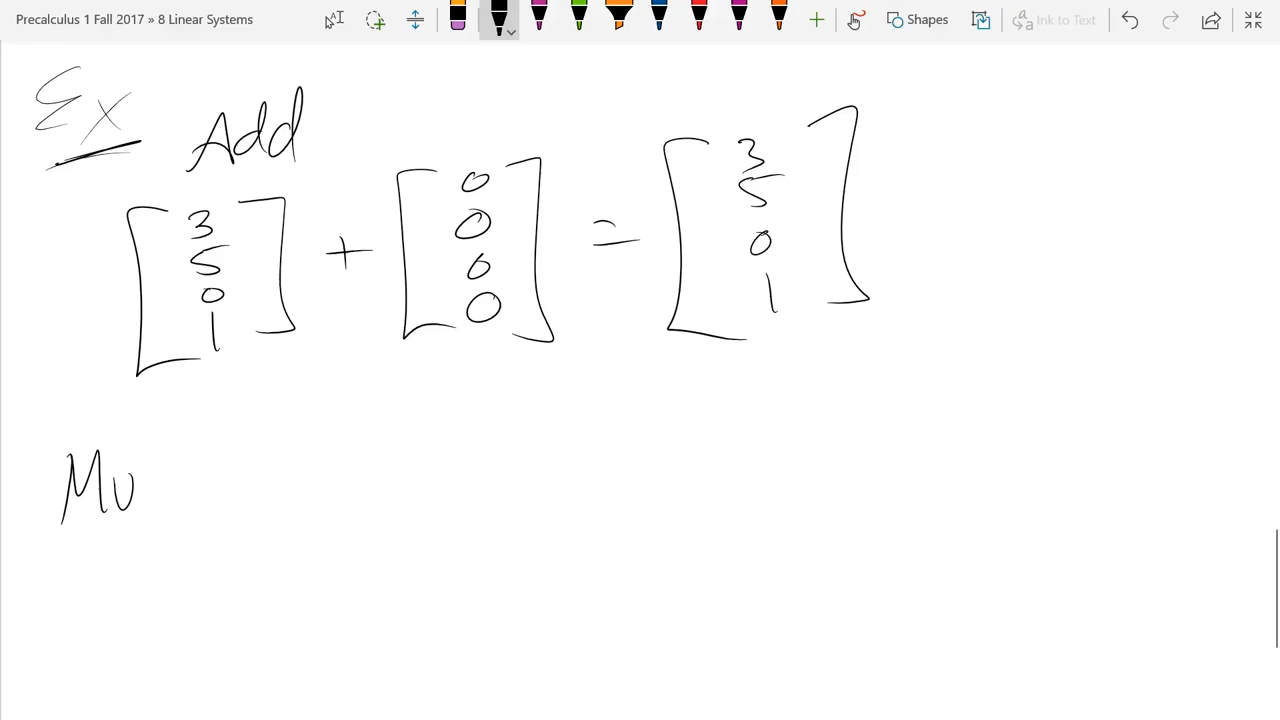 Precalculus 1 Fall 2017 » 8 Linear Systems
Shapes
Ink to Text
Ex Add
[3 5 0 1] + [0 0 0 0] = [3 5 0 1]
Mu